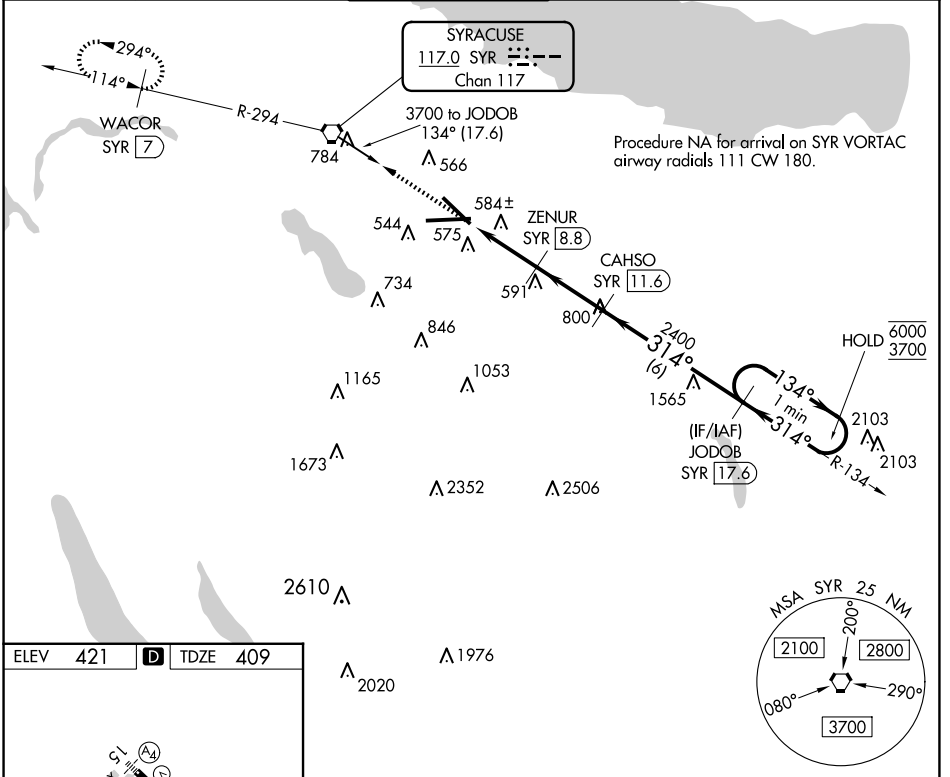 SYRACUSE
117.0 SYR
Chan 117
294°
114°
WACOR
SYR 7
R-294
3700 to JODOB
134° (17.6)
Procedure NA for arrival on SYR VORTAC
airway radials 111 CW 180.
784
566
584±
544
575
ZENUR
SYR 8.8
591
CAHSO
SYR 11.6
800
734
846
2400
314°
(6)
HOLD 6000
3700
1165
1053
1565
134°
1 min
314°
(IF/IAF)
JODOB
SYR 17.6
R-134
2103
2103
1673
2352
2506
2610
1976
2020
MSA SYR 25 NM
200°
2100
2800
080°
290°
3700
ELEV 421 D TDZE 409
15
A4